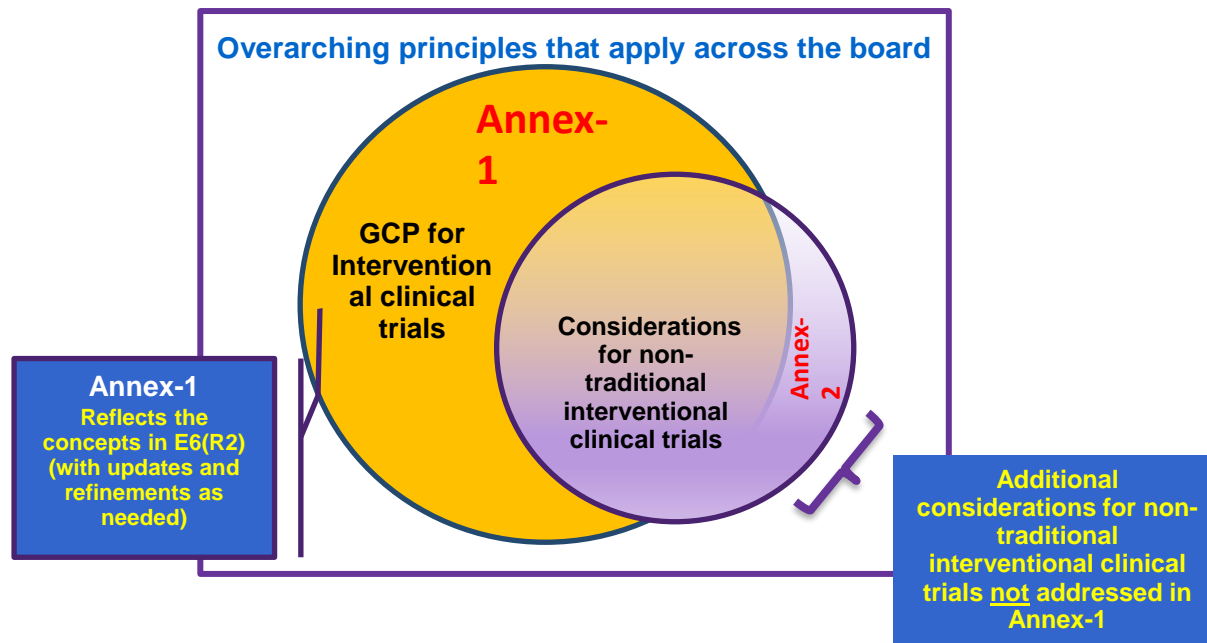 Overarching principles that apply across the board
Annex-
1
GCP for
Intervention
al clinical
trials
Considerations
for non-
traditional
interventional
clinical trials
Annex-
2
Annex-1
Reflects the
concepts in E6(R2)
(with updates and
refinements as
needed)
Additional
considerations for non-
traditional
interventional clinical
trials not addressed in
Annex-1